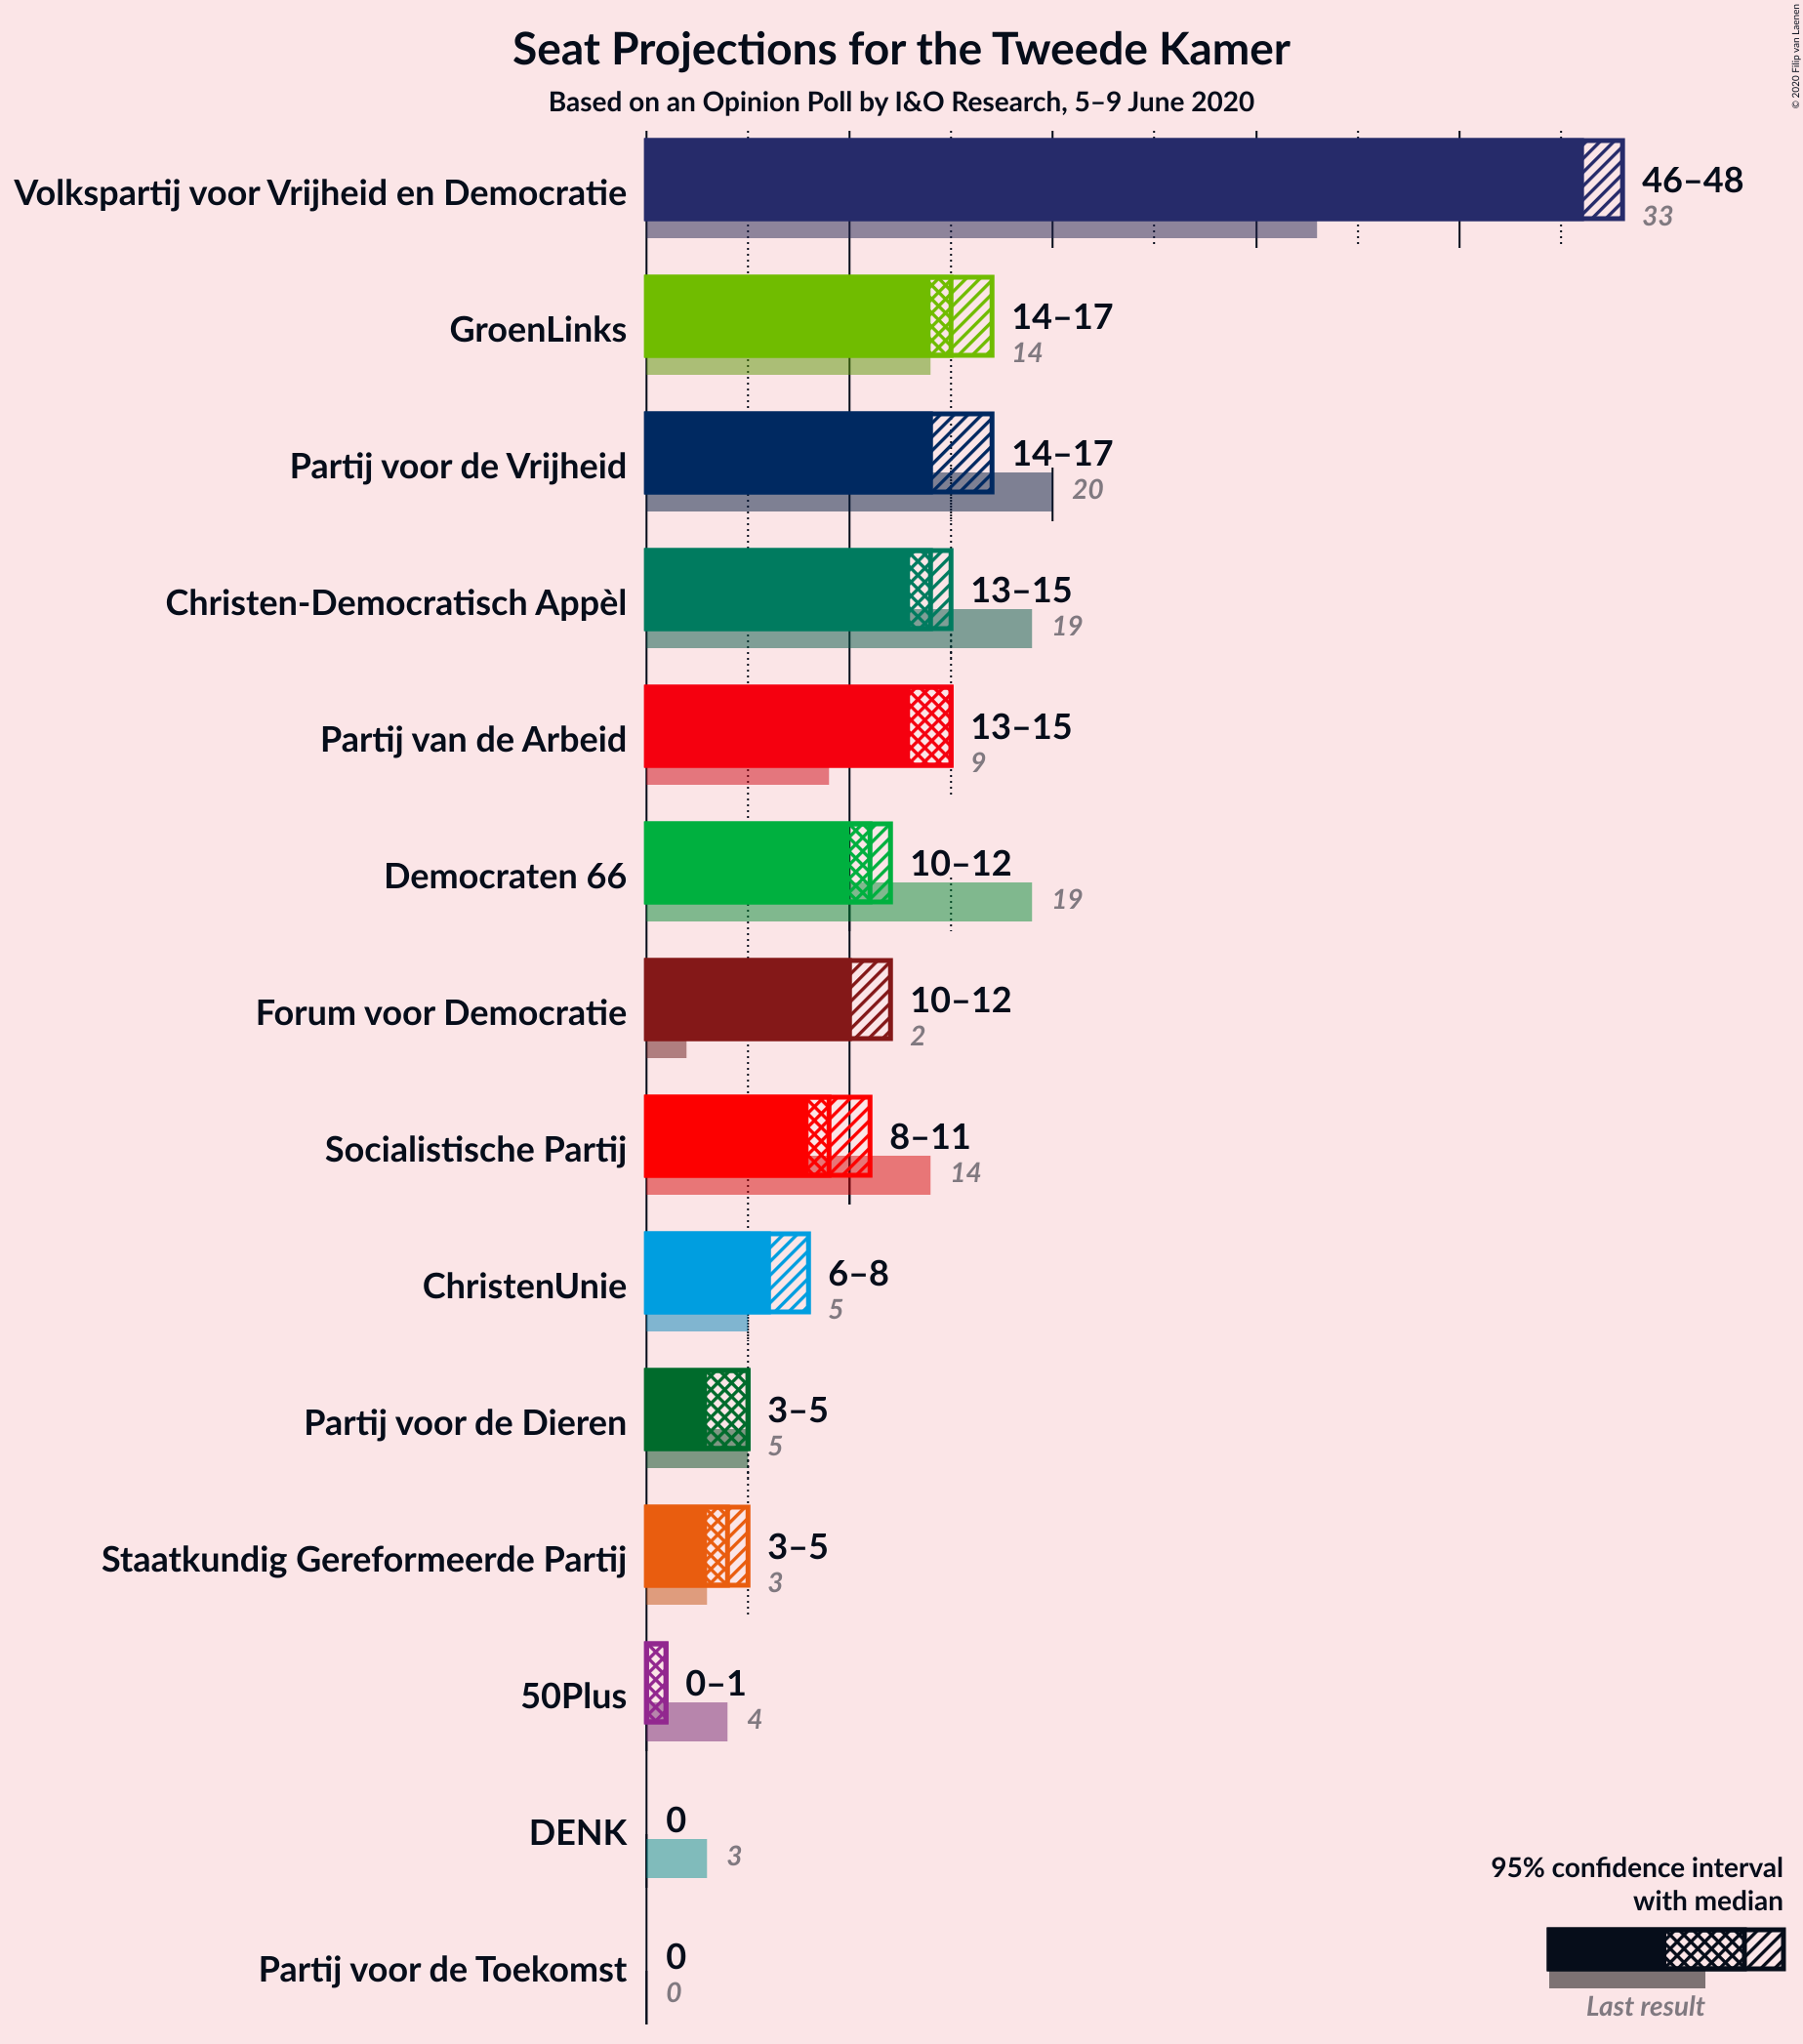 Seat Projections for the Tweede Kamer
Based on an Opinion Poll by I&O Research, 5–9 June 2020
© 2020 Filip van Laenen
Volkspartij voor Vrijheid en Democratie
46–48
33
GroenLinks
14–17
14
Partij voor de Vrijheid
14–17
20
Christen-Democratisch Appèl
13–15
19
Partij van de Arbeid
13–15
9
Democraten 66
10–12
19
Forum voor Democratie
10–12
2
Socialistische Partij
8–11
14
ChristenUnie
6–8
5
Partij voor de Dieren
3–5
5
Staatkundig Gereformeerde Partij
3–5
3
50Plus
0–1
4
DENK
0
3
Partij voor de Toekomst
0
0
95% confidence interval
with median
Last result